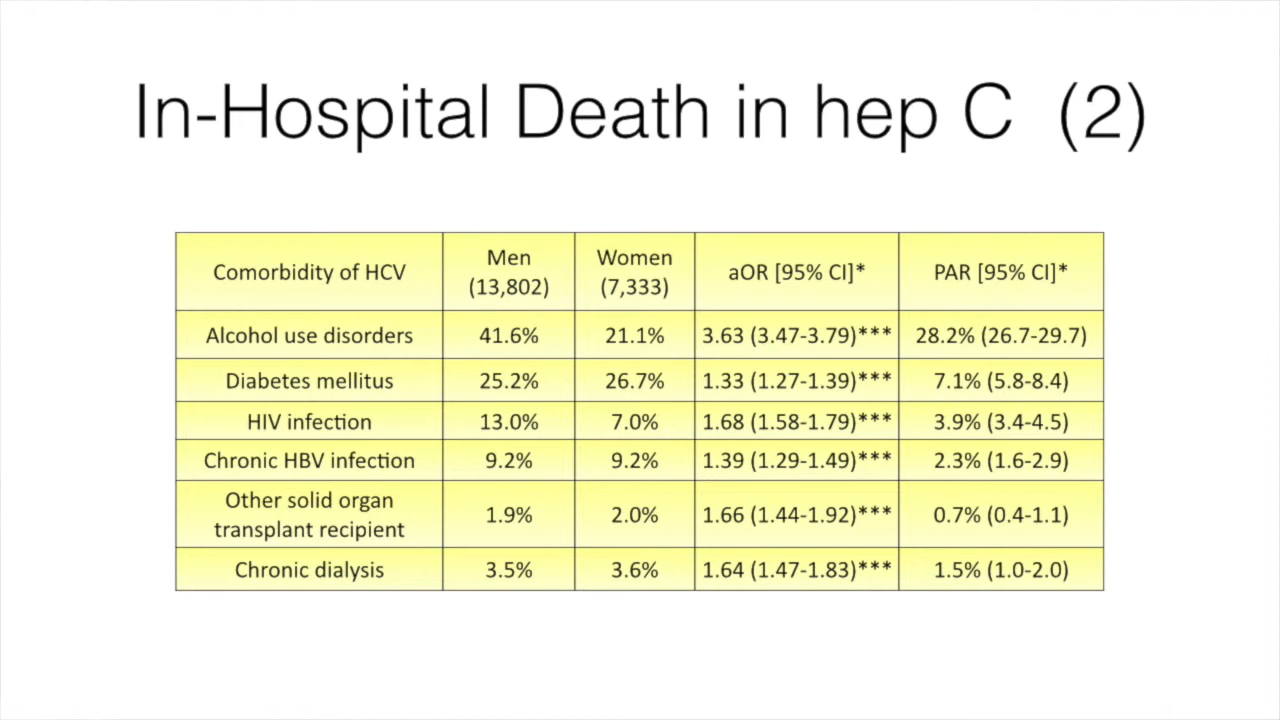 In-Hospital Death in hep C (2)
Comorbidity of HCV
Men
(13,802)
Women
(7,333)
aOR [95% CI]*
PAR [95% CI]*
Alcohol use disorders
41.6%
21.1%
3.63 (3.47-3.79)***
28.2% (26.7-29.7)
Diabetes mellitus
25.2%
26.7%
1.33 (1.27-1.39)***
7.1% (5.8-8.4)
HIV infection
13.0%
7.0%
1.68 (1.58-1.79)***
3.9% (3.4-4.5)
Chronic HBV infection
9.2%
9.2%
1.39 (1.29-1.49)***
2.3% (1.6-2.9)
Other solid organ
transplant recipient
1.9%
2.0%
1.66 (1.44-1.92)***
0.7% (0.4-1.1)
Chronic dialysis
3.5%
3.6%
1.64 (1.47-1.83)***
1.5% (1.0-2.0)